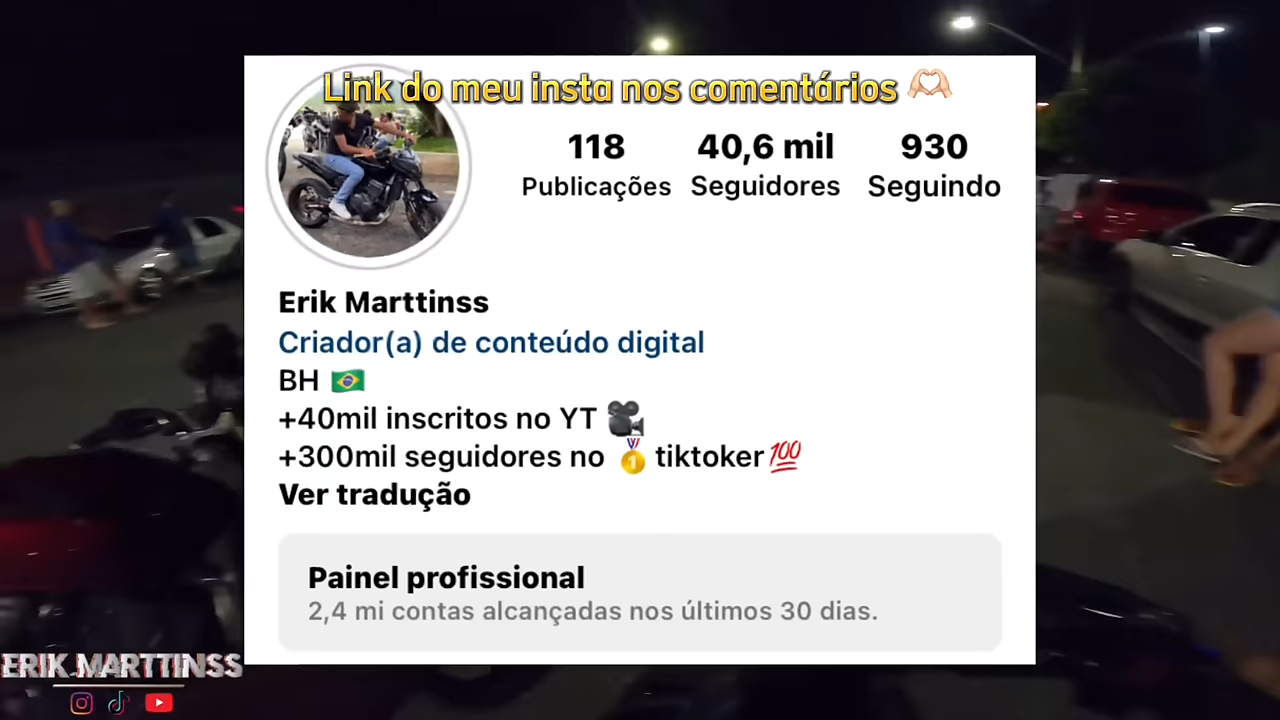 Link do meu insta nos comentários 🫶🏻
118
Publicações
40,6 mil
Seguidores
930
Seguindo
Erik Marttinss
Criador(a) de conteúdo digital
BH 🇧🇷
+40mil inscritos no YT 🎥
+300mil seguidores no 🥇 tiktoker💯
Ver tradução
Painel profissional
2,4 mi contas alcançadas nos últimos 30 dias.
ERIK MARTTINSS